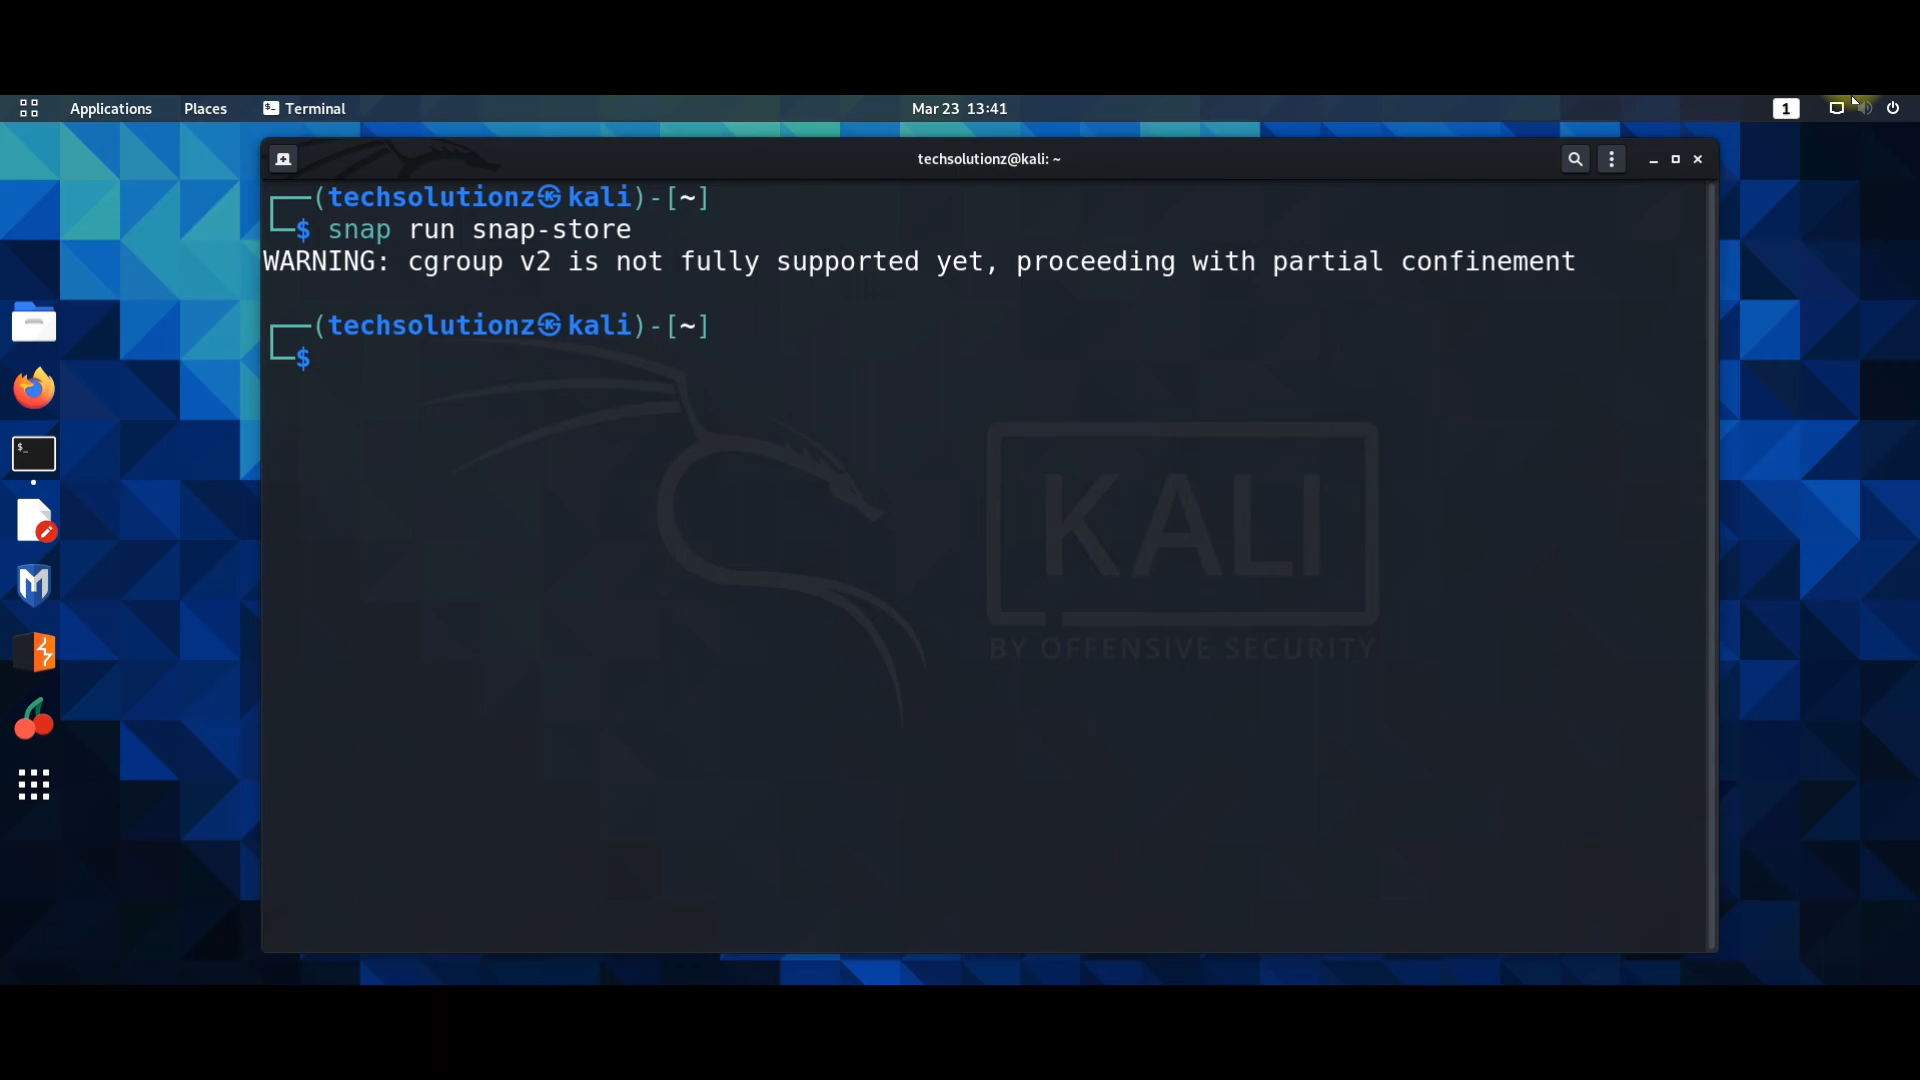 Applications Places Terminal Mar 23 13:41 1
techsolutionz@kali: ~
(techsolutionz㉿kali)-[~]
$ snap run snap-store
WARNING: cgroup v2 is not fully supported yet, proceeding with partial confinement
(techsolutionz㉿kali)-[~]
$
KALI
BY OFFENSIVE SECURITY